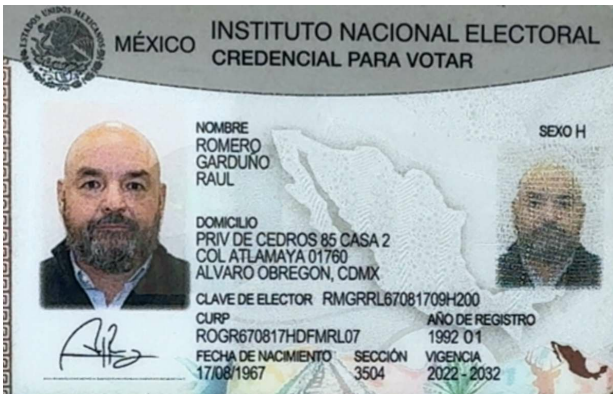 ESTADOS UNIDOS MEXICANOS
MÉXICO
INSTITUTO NACIONAL ELECTORAL
CREDENCIAL PARA VOTAR
NOMBRE
SEXO H
ROMERO
GARDUÑO
RAUL
DOMICILIO
PRIV DE CEDROS 85 CASA 2
COL ATLAMAYA 01760
ALVARO OBREGON, CDMX
CLAVE DE ELECTOR RMGRRL67081709H200
CURP
AÑO DE REGISTRO
ROGR670817HDFMRL07
1992 01
FECHA DE NACIMIENTO SECCIÓN VIGENCIA
17/08/1967 3504 2022 - 2032